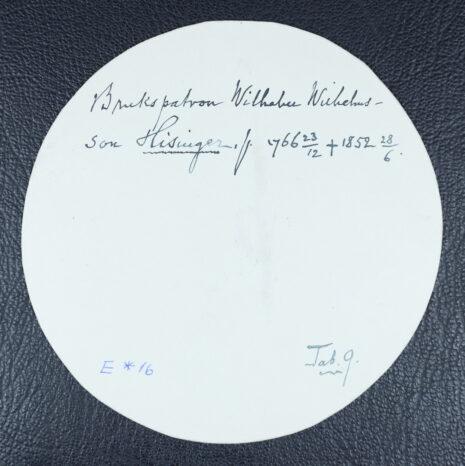 Brukspatron Wilhelm Wilhelms-
son Hisinger. f. 1766 23/12 + 1852 28/6.
E * 16
Tab. 9.